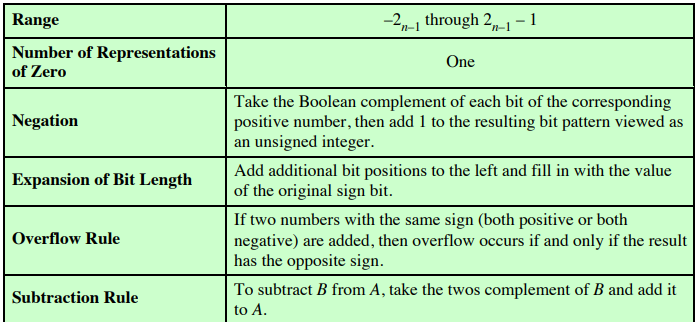 Range
–2n–1 through 2n–1 – 1
Number of Representations
of Zero
One
Negation
Take the Boolean complement of each bit of the corresponding
positive number, then add 1 to the resulting bit pattern viewed as
an unsigned integer.
Expansion of Bit Length
Add additional bit positions to the left and fill in with the value
of the original sign bit.
Overflow Rule
If two numbers with the same sign (both positive or both
negative) are added, then overflow occurs if and only if the result
has the opposite sign.
Subtraction Rule
To subtract B from A, take the twos complement of B and add it
to A.